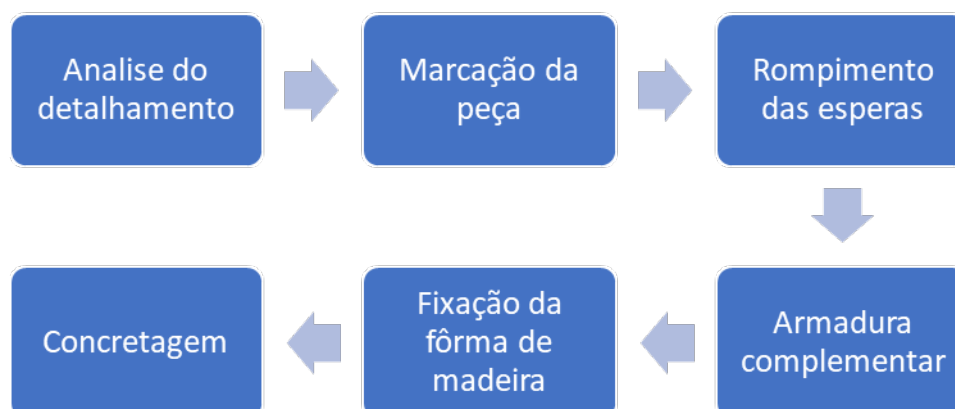 Analise do
detalhamento
Marcação da
peça
Rompimento
das esperas
Armadura
complementar
Fixação da
fôrma de
madeira
Concretagem